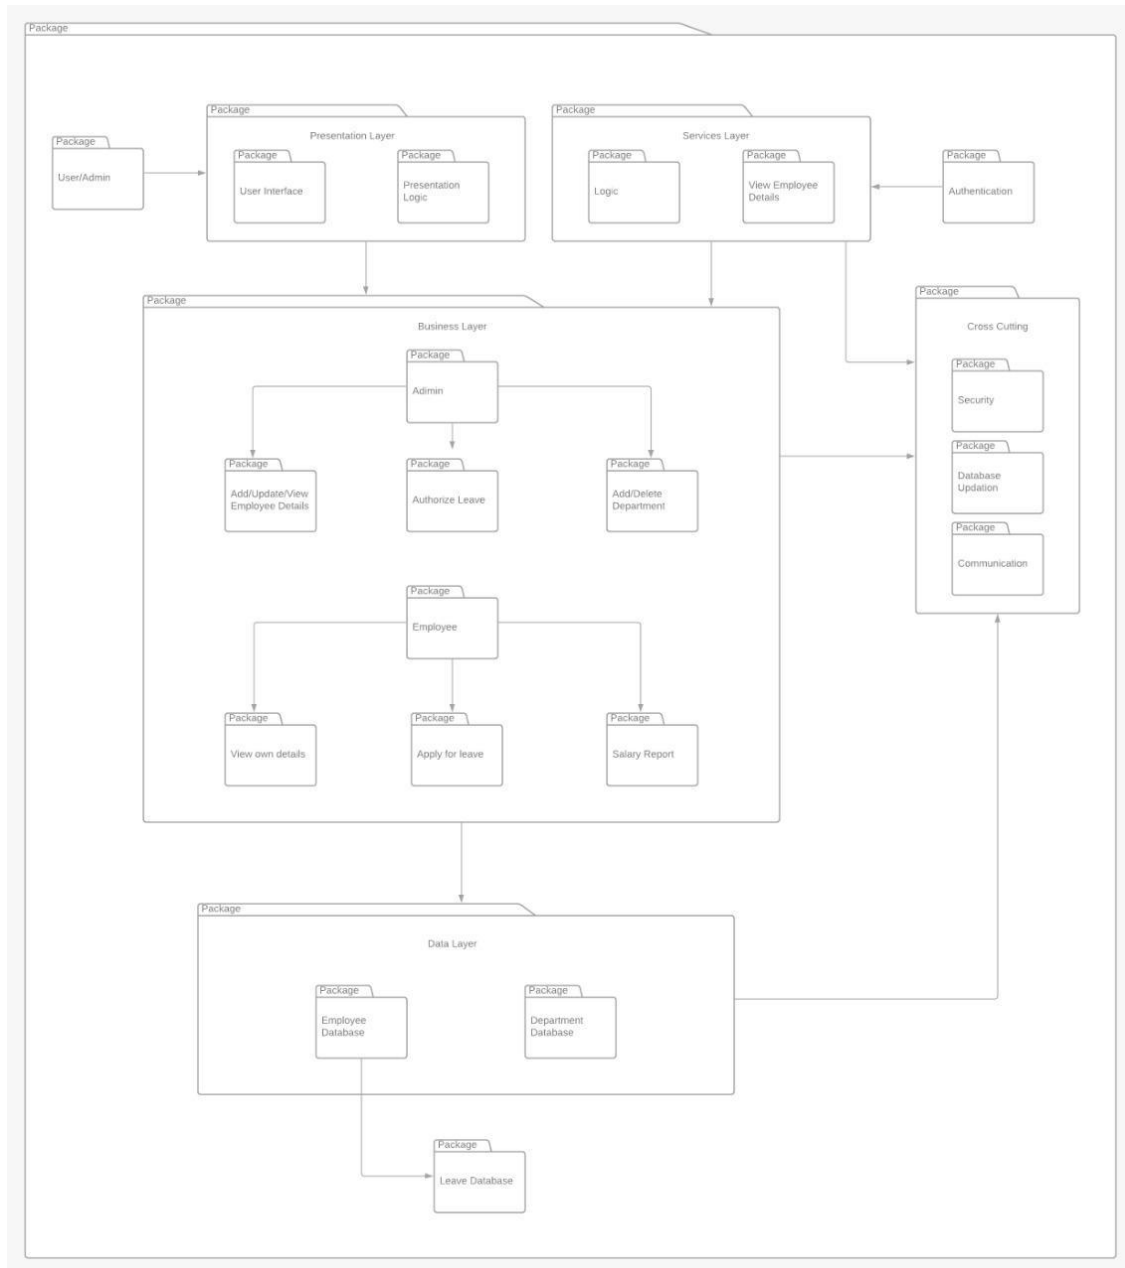 Package
Package
Presentation Layer
Package
User Interface
Package
Presentation
Logic
Package
User/Admin
Package
Services Layer
Package
Logic
Package
View Employee
Details
Package
Authentication
Package
Business Layer
Package
Admin
Package
Add/Update/View
Employee Details
Package
Authorize Leave
Package
Add/Delete
Department
Package
Employee
Package
View own details
Package
Apply for leave
Package
Salary Report
Package
Cross Cutting
Package
Security
Package
Database
Updation
Package
Communication
Package
Data Layer
Package
Employee
Database
Package
Department
Database
Package
Leave Database